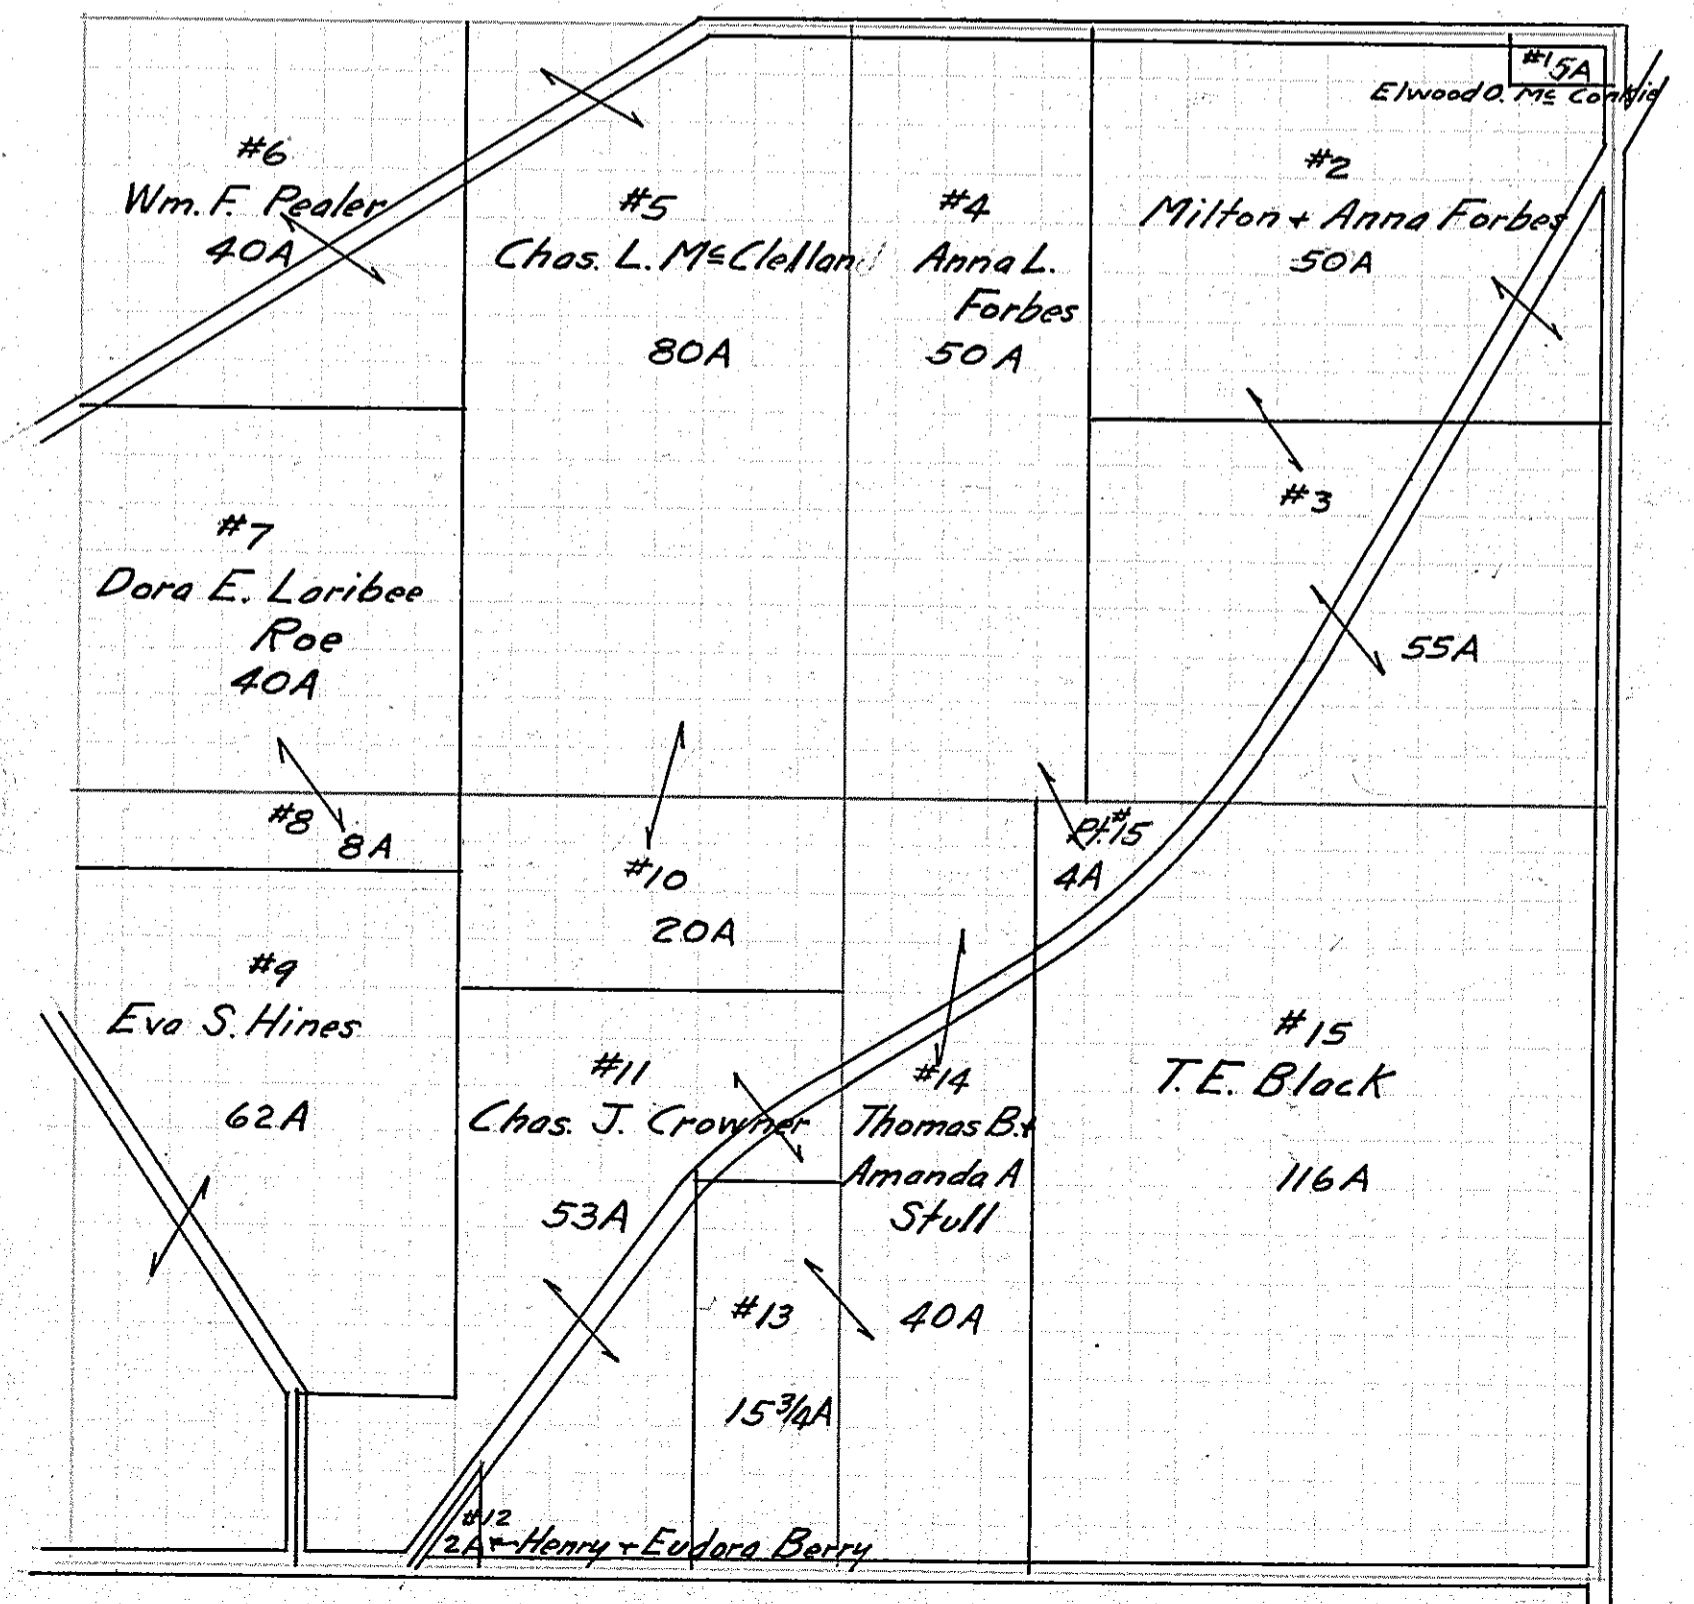 #15A
Elwood O. Mc Conkie
#6
Wm. F. Pealer
40A
#5
Chas. L. McClelland
80A
#4
Anna L.
Forbes
50A
#2
Milton + Anna Forbes
50A
#3
55A
#7
Dora E. Loribee
Roe
40A
#8
8A
#10
20A
Pt.#15
4A
#9
Eva S. Hines
62A
#11
Chas. J. Crowner
53A
#14
Thomas B. +
Amanda A
Stull
40A
#15
T. E. Black
116A
#13
15 3/4A
#12
2A ← Henry + Eudora Berry